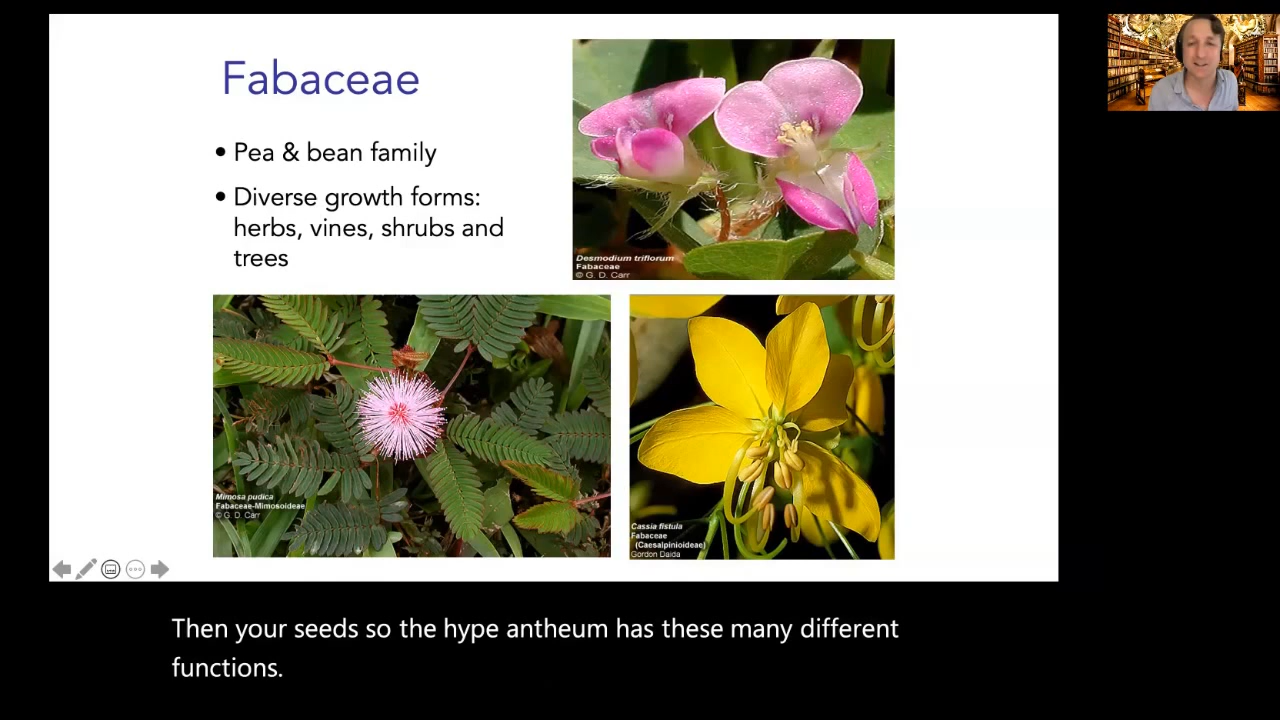 Fabaceae
• Pea & bean family
• Diverse growth forms:
herbs, vines, shrubs and
trees
Desmodium triflorum
Fabaceae
© G. D. Carr
Mimosa pudica
Fabaceae-Mimosoideae
© G. D. Carr
Cassia fistula
Fabaceae
(Caesalpinioideae)
Gordon Daida
Then your seeds so the hype antheum has these many different
functions.